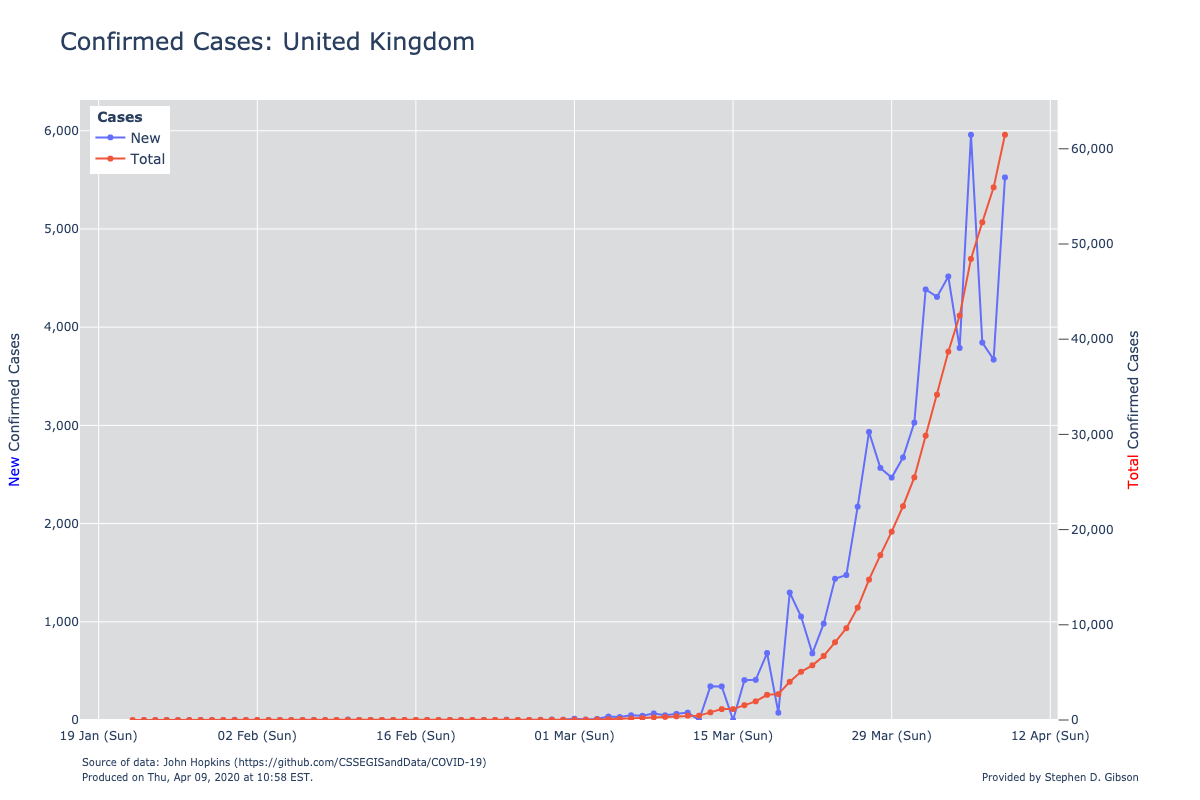 Confirmed Cases: United Kingdom
Cases
New
Total
6,000
5,000
4,000
3,000
2,000
1,000
0
60,000
50,000
40,000
30,000
20,000
10,000
0
New Confirmed Cases
Total Confirmed Cases
19 Jan (Sun) 02 Feb (Sun) 16 Feb (Sun) 01 Mar (Sun) 15 Mar (Sun) 29 Mar (Sun) 12 Apr (Sun)
Source of data: John Hopkins (https://github.com/CSSEGISandData/COVID-19)
Produced on Thu, Apr 09, 2020 at 10:58 EST.
Provided by Stephen D. Gibson